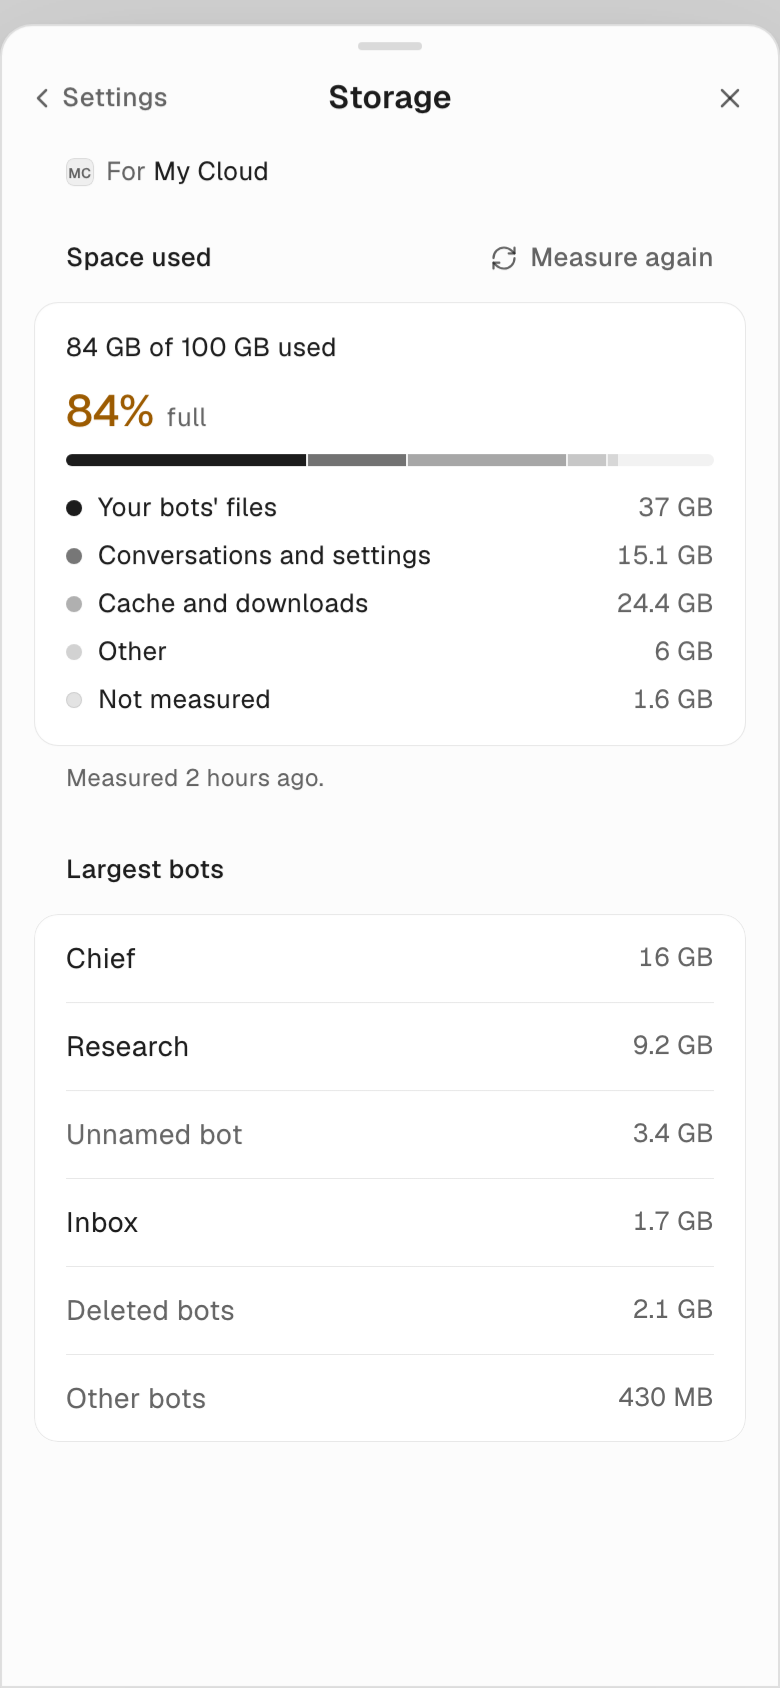 Settings
Storage
MC For My Cloud
Space used
Measure again
84 GB of 100 GB used
84% full
Your bots' files 37 GB
Conversations and settings 15.1 GB
Cache and downloads 24.4 GB
Other 6 GB
Not measured 1.6 GB
Measured 2 hours ago.
Largest bots
Chief 16 GB
Research 9.2 GB
Unnamed bot 3.4 GB
Inbox 1.7 GB
Deleted bots 2.1 GB
Other bots 430 MB